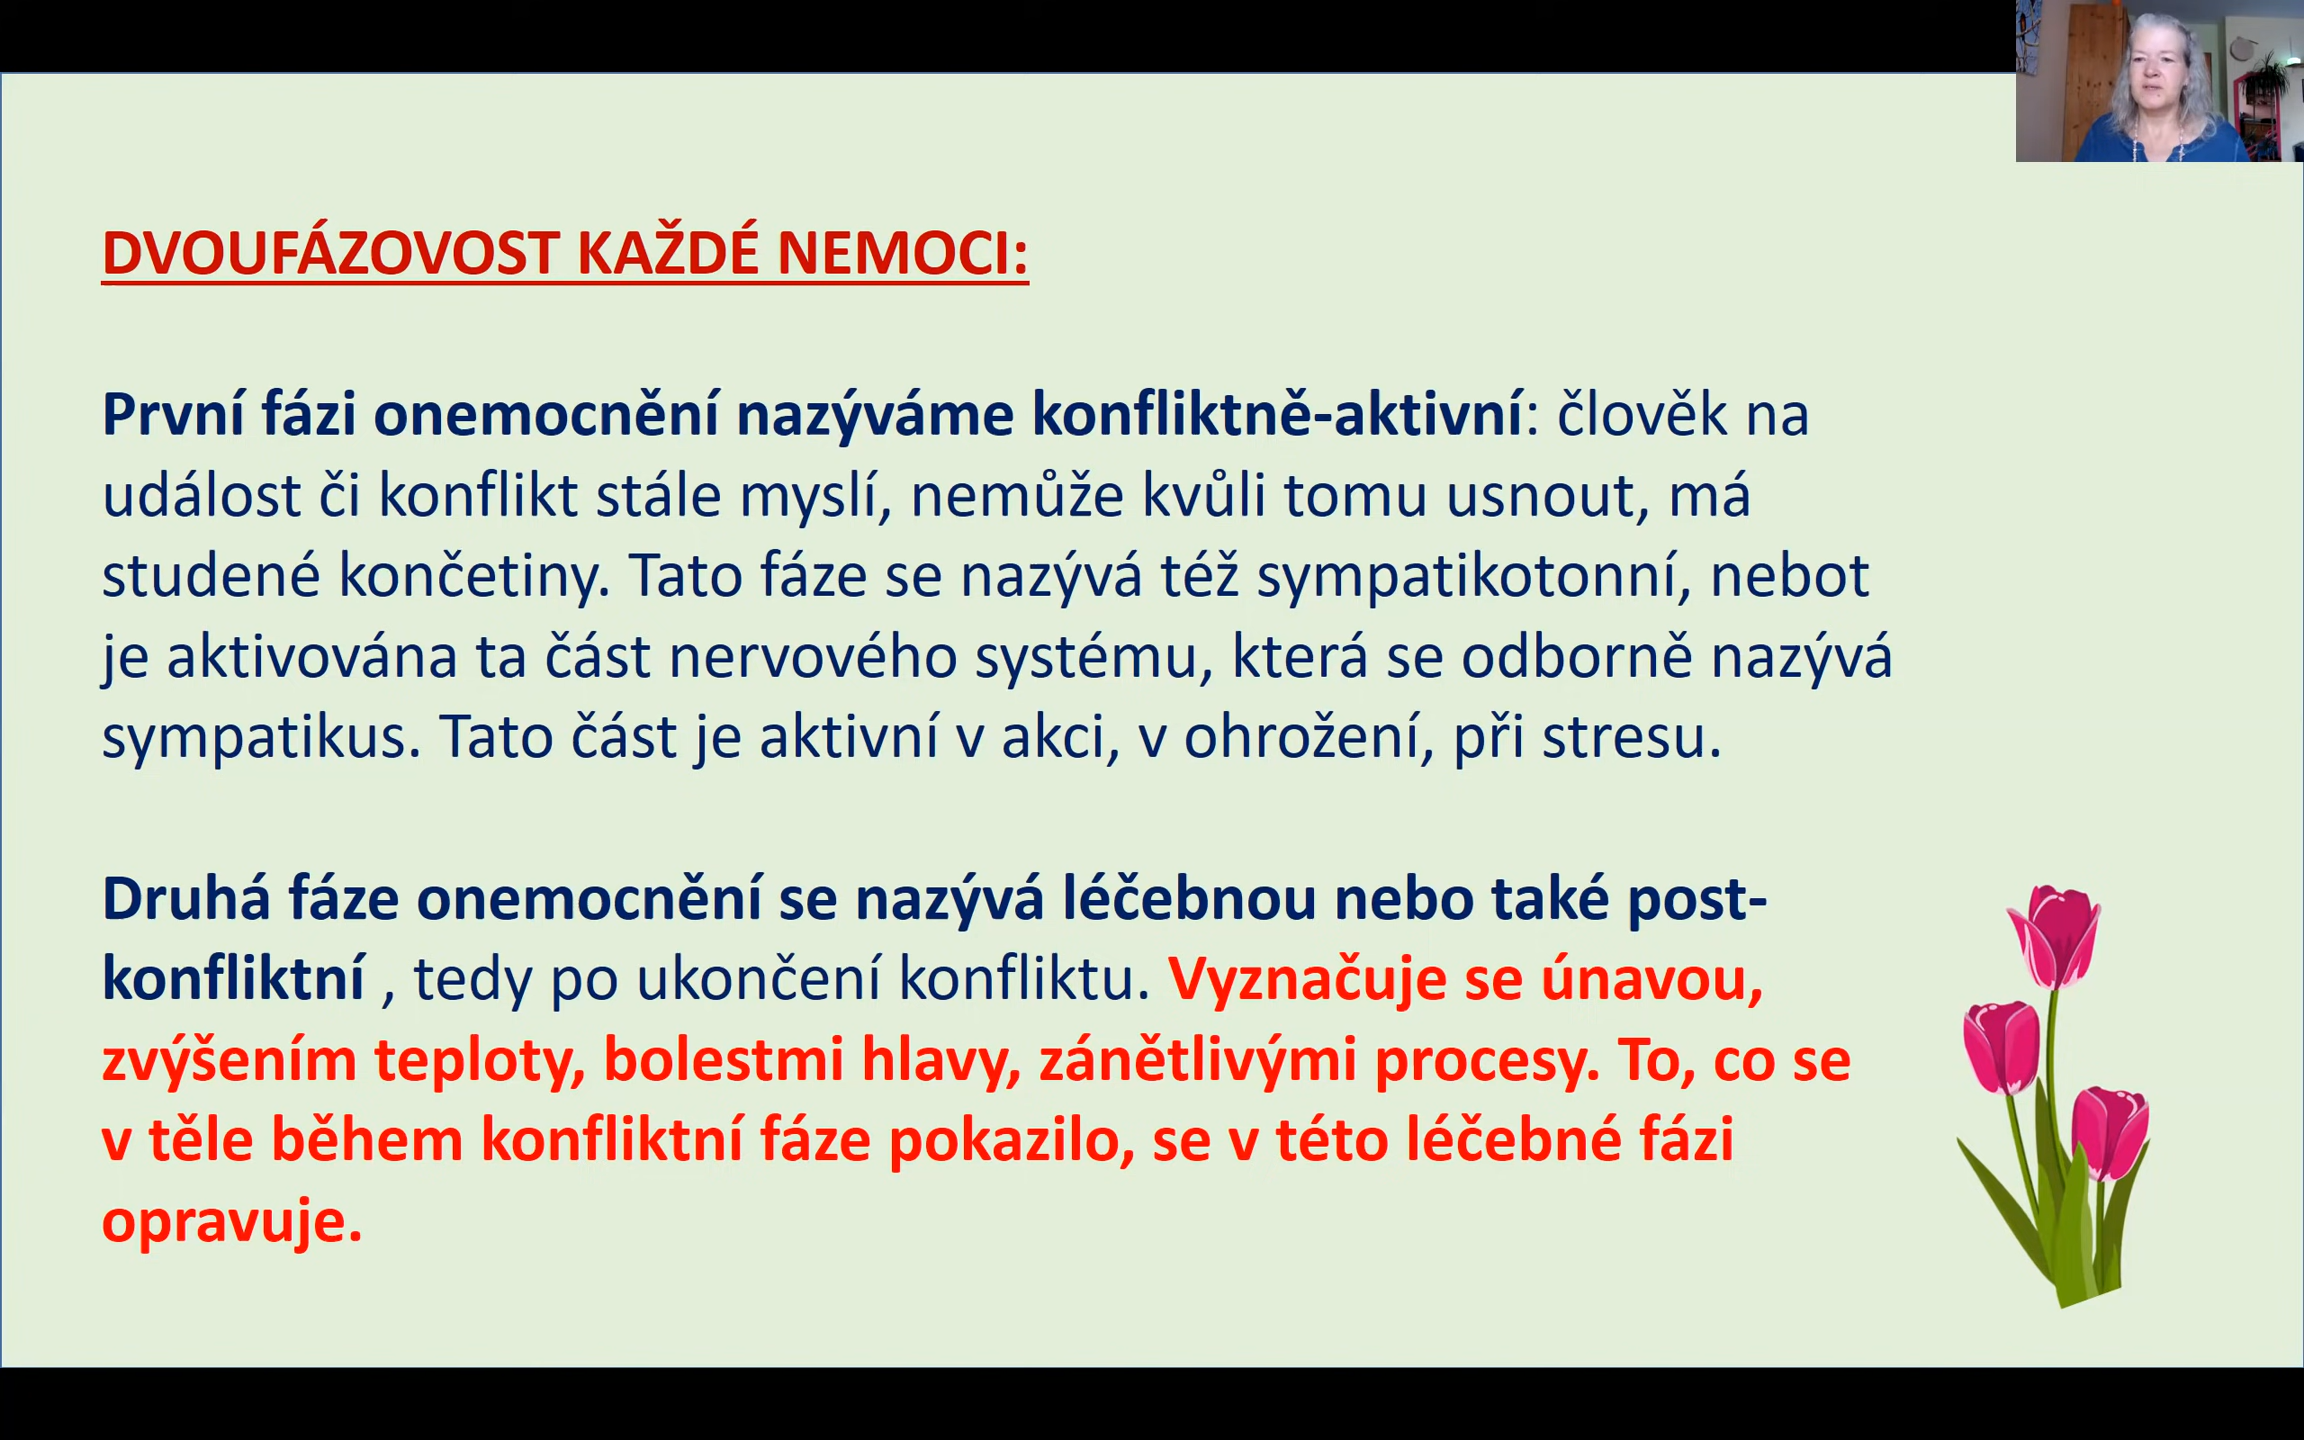 DVOUFÁZOVOST KAŽDÉ NEMOCI:
První fázi onemocnění nazýváme konfliktně-aktivní: člověk na
událost či konflikt stále myslí, nemůže kvůli tomu usnout, má
studené končetiny. Tato fáze se nazývá též sympatikotonní, nebot
je aktivována ta část nervového systému, která se odborně nazývá
sympatikus. Tato část je aktivní v akci, v ohrožení, při stresu.
Druhá fáze onemocnění se nazývá léčebnou nebo také post-
konfliktní , tedy po ukončení konfliktu. Vyznačuje se únavou,
zvýšením teploty, bolestmi hlavy, zánětlivými procesy. To, co se
v těle během konfliktní fáze pokazilo, se v této léčebné fázi
opravuje.